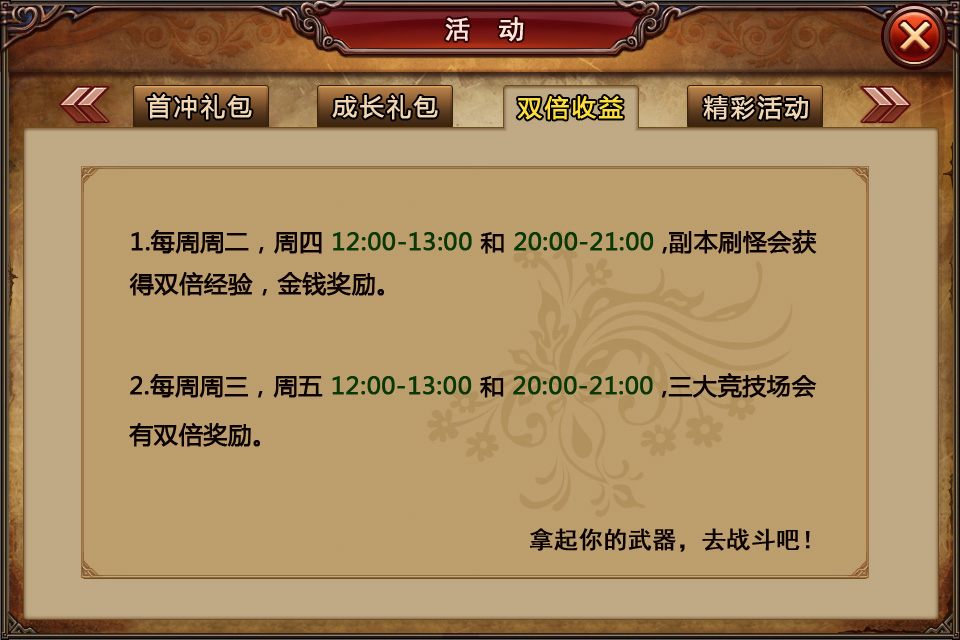 活 动
首冲礼包 成长礼包 双倍收益 精彩活动
1.每周周二，周四 12:00-13:00 和 20:00-21:00 ,副本刷怪会获
得双倍经验，金钱奖励。
2.每周周三，周五 12:00-13:00 和 20:00-21:00 ,三大竞技场会
有双倍奖励。
拿起你的武器，去战斗吧！